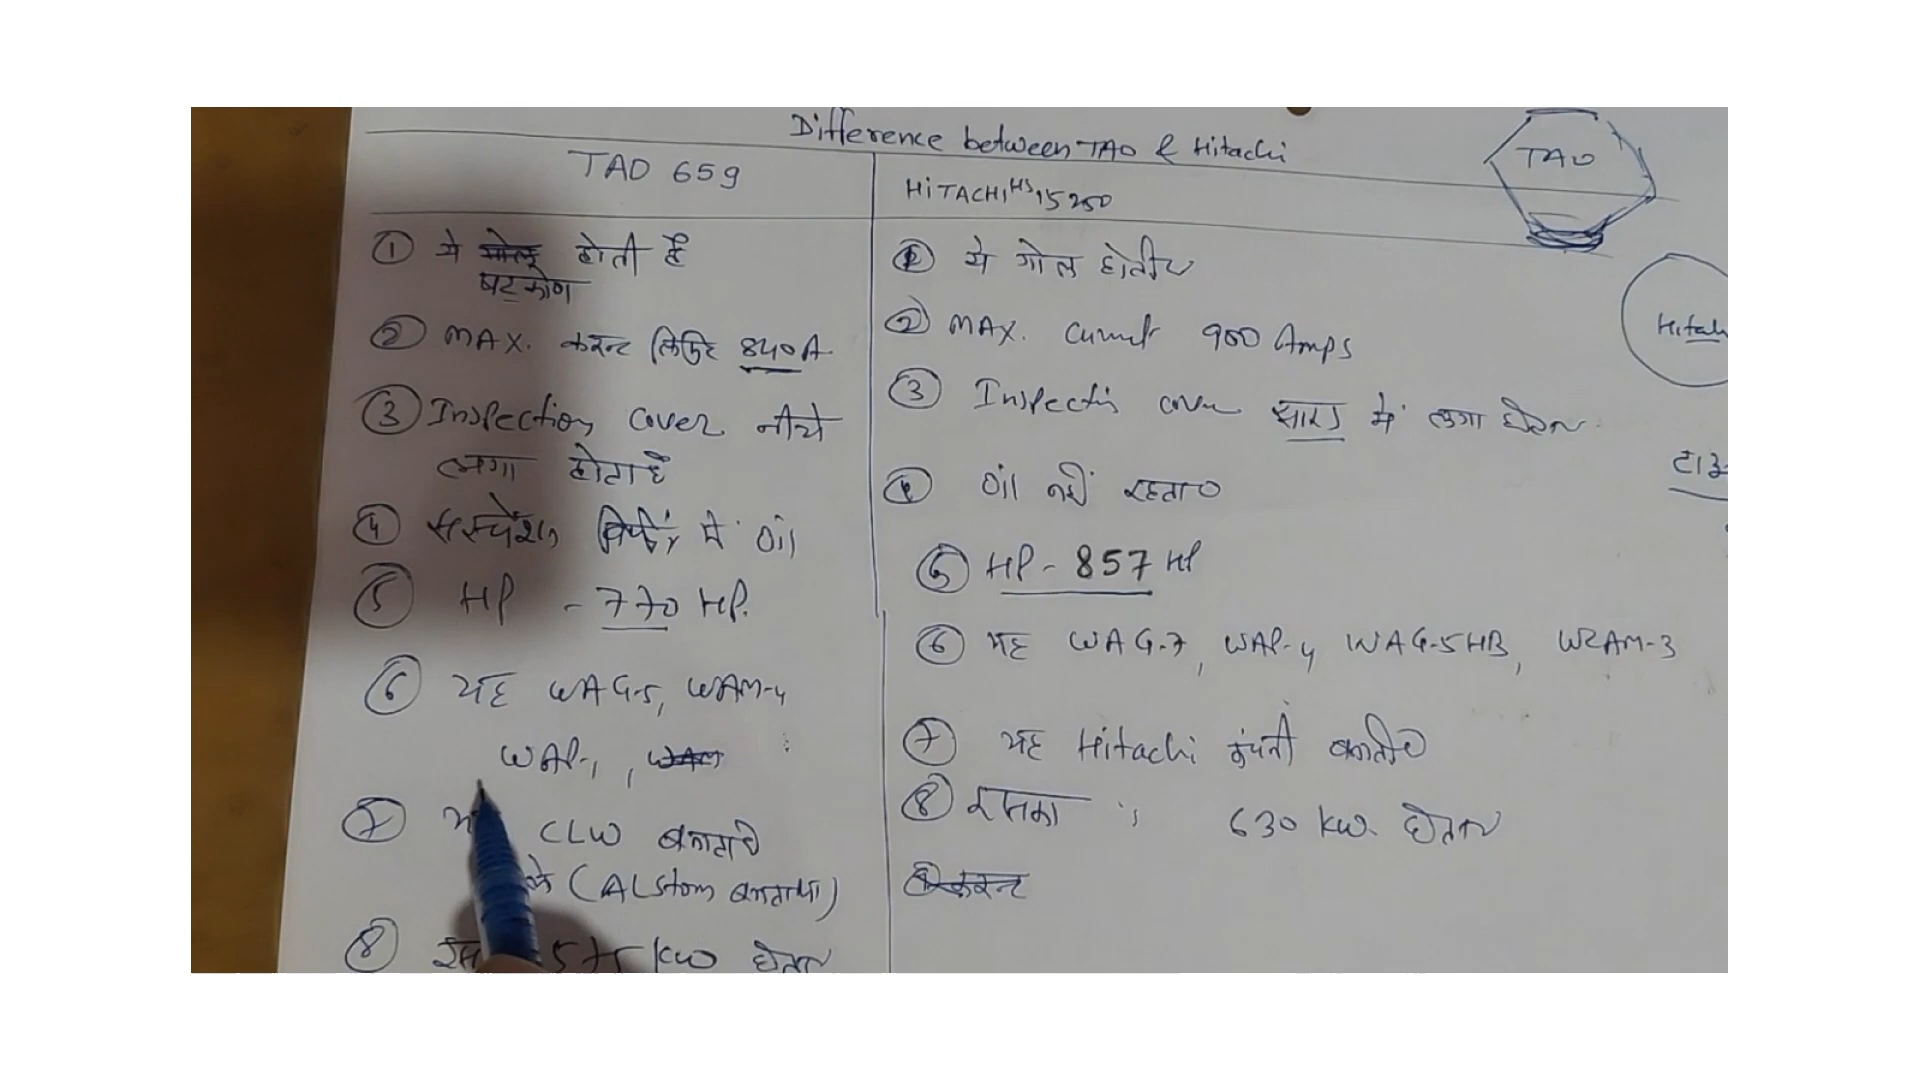 Difference between TAO & Hitachi
TAO
TAO 659
HiTACHI HS 15250
① ये होती है
षट्कोण
② MAX. करन्ट लिमिट 840A
③ Inspection cover नीचे
लगा होता है
④ सस्पेंशन में oil
⑤ HP - 770 HP.
⑥ यह WAG-5, WAM-4
WAP-1,
⑦ CLW बनाता है
(ALstom बनाता था)
⑧ 575 kw होता है
① ये गोल होती है
② MAX. Current 900 Amps
③ Inspection cover साइड में लगा होता है
④ oil नहीं रहता है
⑤ HP - 857 HP
⑥ यह WAG-7, WAP-4 WAG-5HB, WCAM-3
⑦ यह Hitachi कंपनी बनाती है
⑧ इसका : 630 kw. होता है
Hitach
टाइ